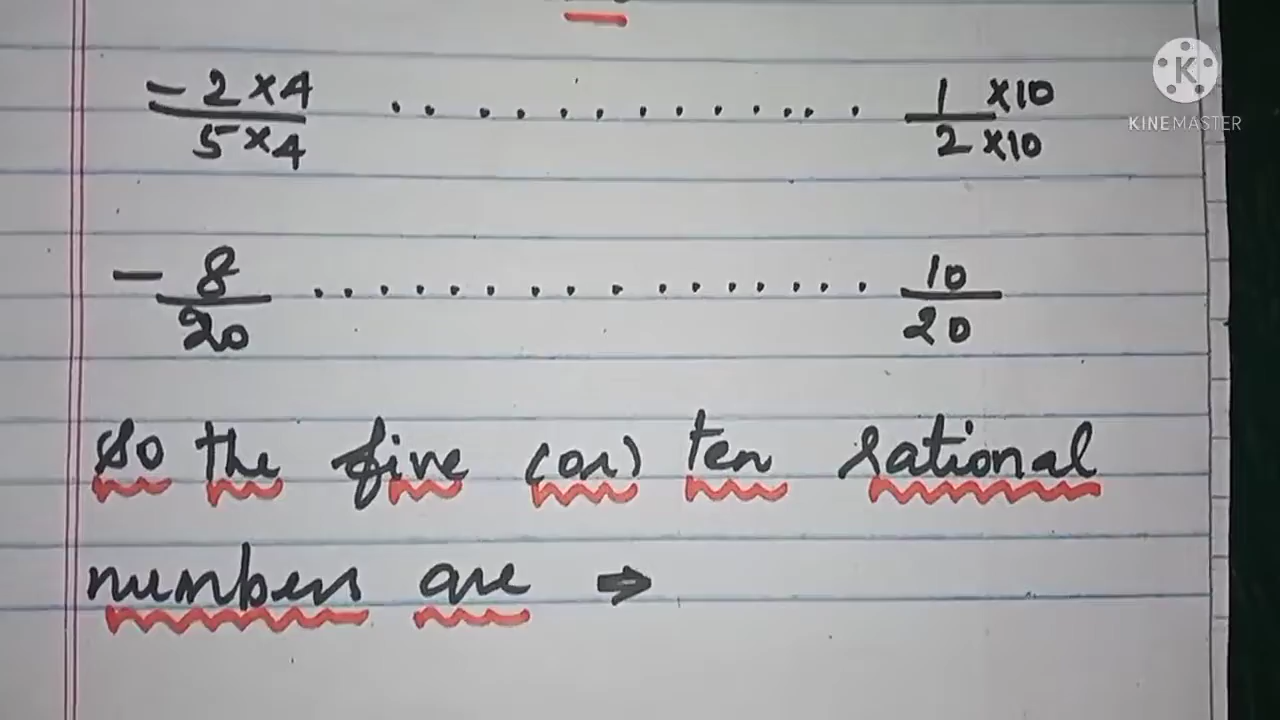 -2×4 ............. 1 ×10
5×4 2 ×10
KINEMASTER
- 8 ................. 10
20 20
So the five (or) ten rational
numbers are ⇒